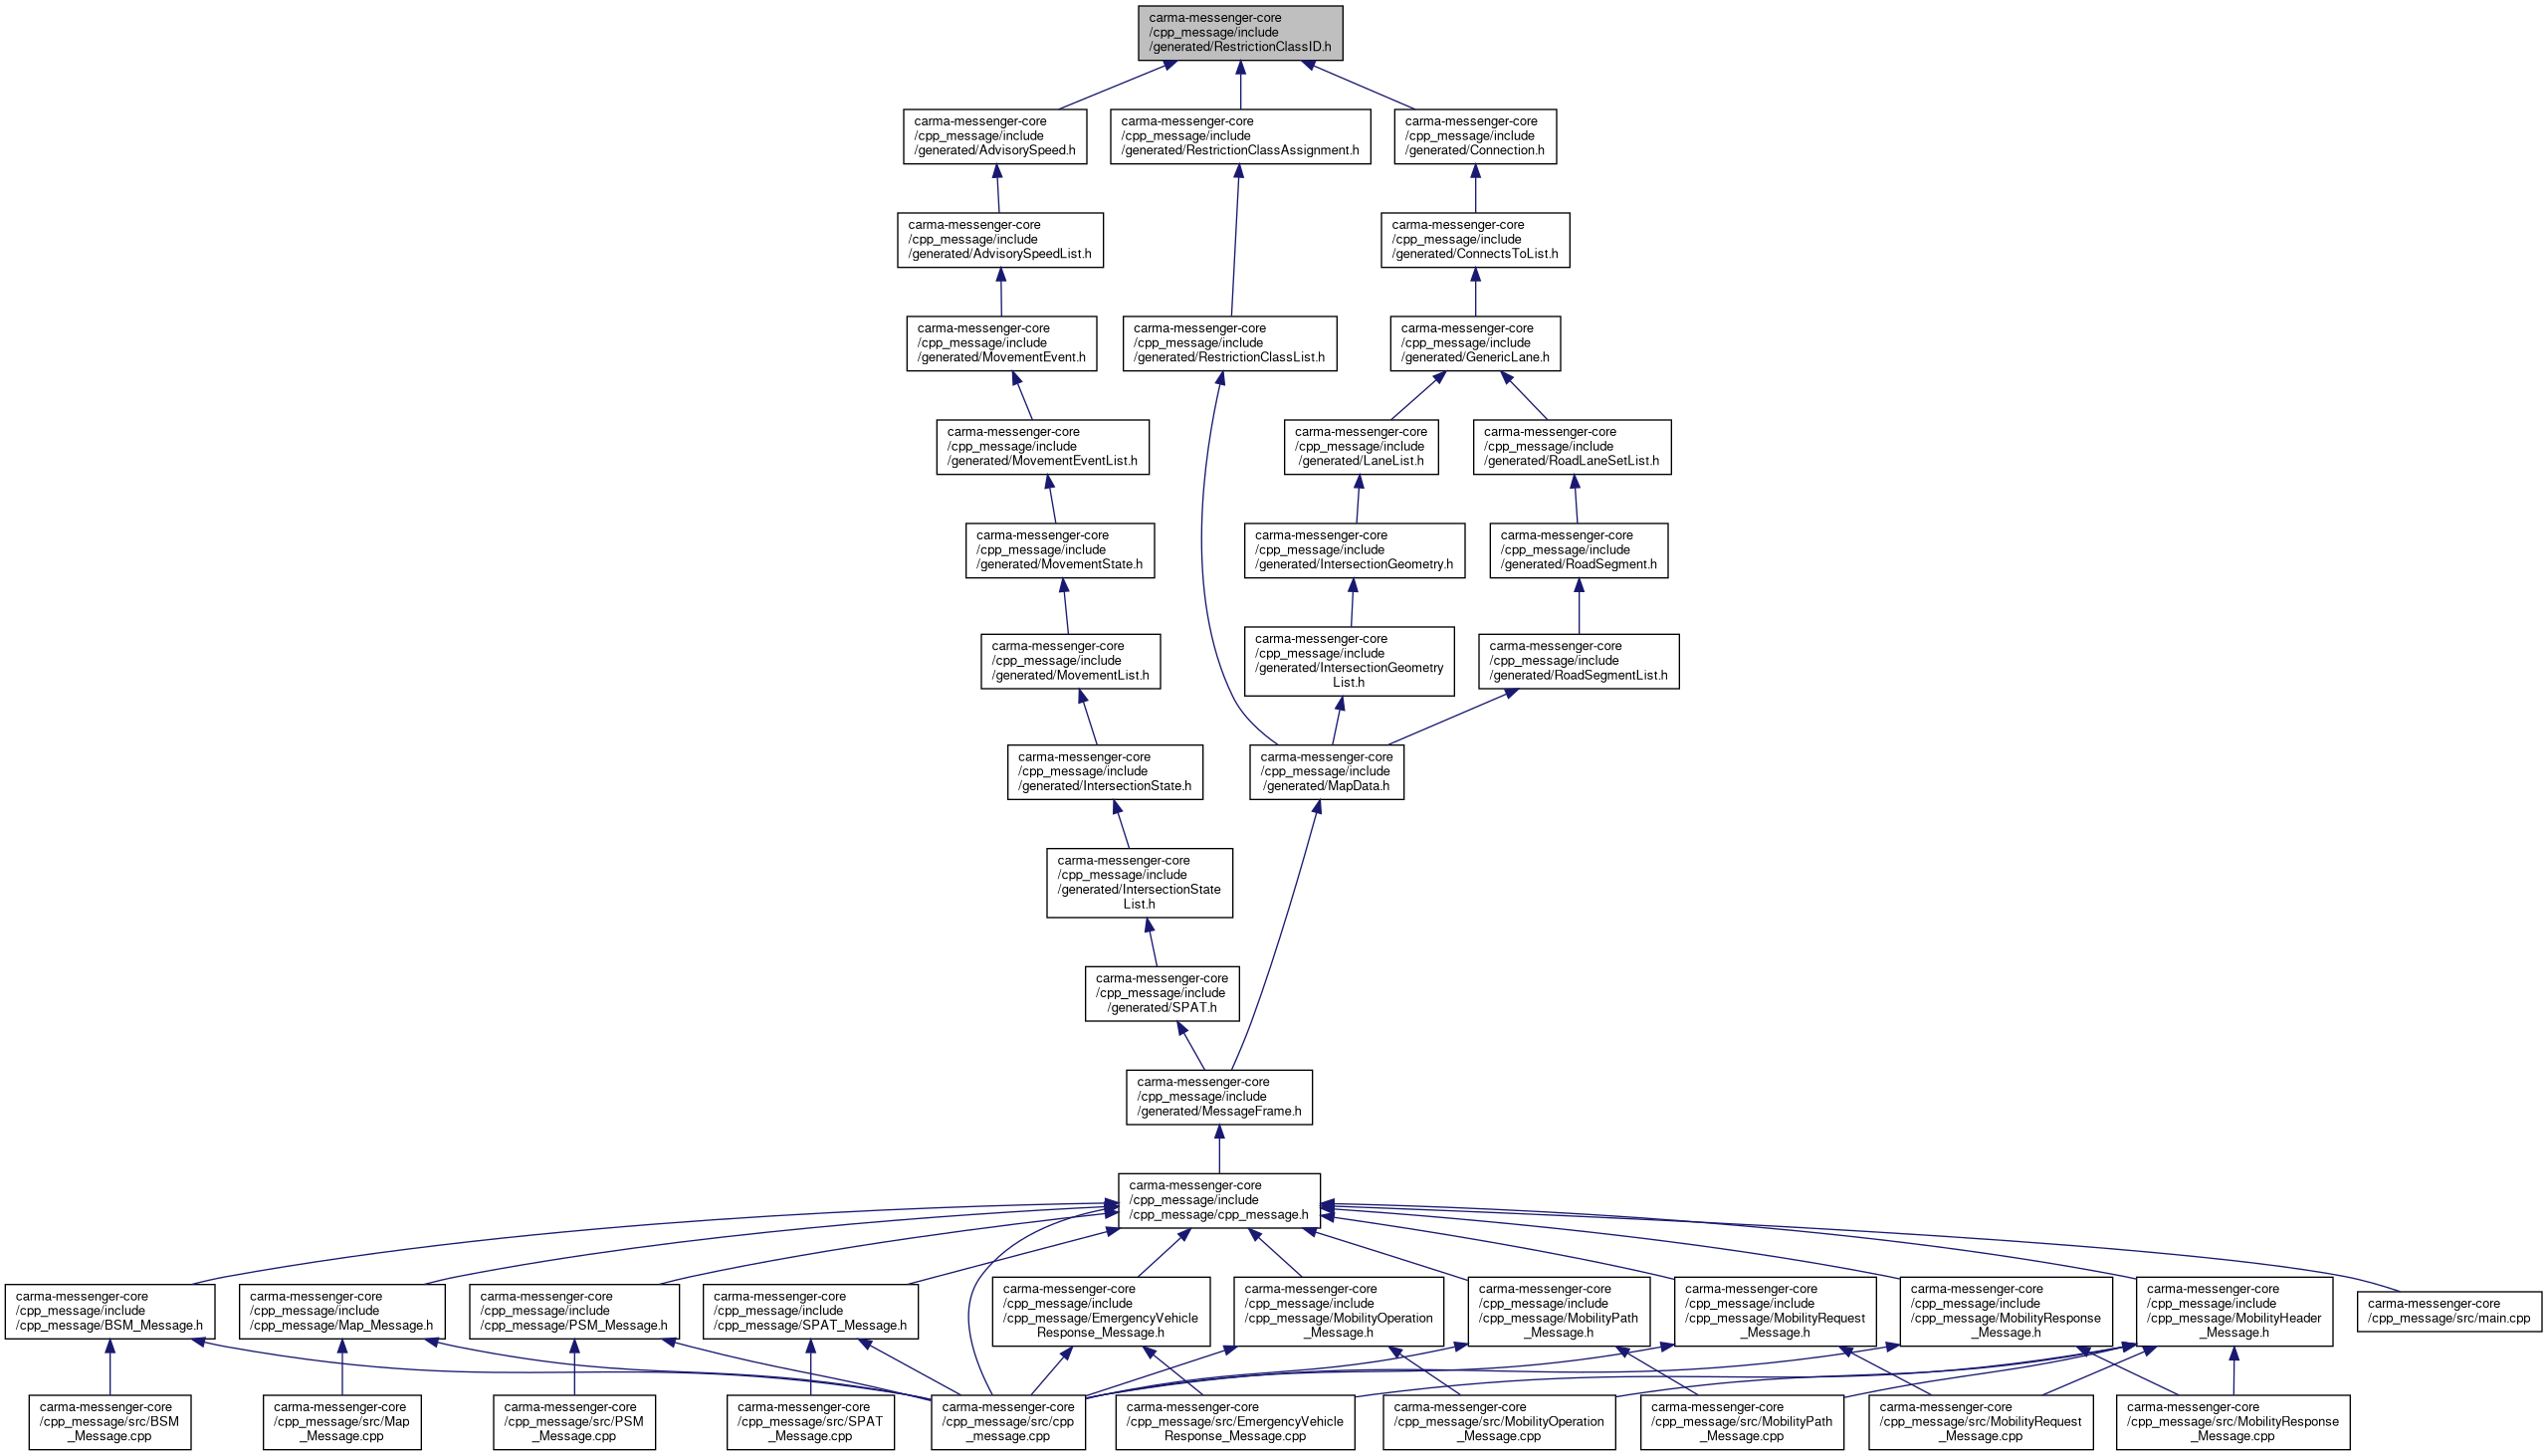 carma-messenger-core
/cpp_message/include
/generated/RestrictionClassID.h
carma-messenger-core
/cpp_message/include
/generated/AdvisorySpeed.h
carma-messenger-core
/cpp_message/include
/generated/RestrictionClassAssignment.h
carma-messenger-core
/cpp_message/include
/generated/Connection.h
carma-messenger-core
/cpp_message/include
/generated/AdvisorySpeedList.h
carma-messenger-core
/cpp_message/include
/generated/ConnectsToList.h
carma-messenger-core
/cpp_message/include
/generated/MovementEvent.h
carma-messenger-core
/cpp_message/include
/generated/RestrictionClassList.h
carma-messenger-core
/cpp_message/include
/generated/GenericLane.h
carma-messenger-core
/cpp_message/include
/generated/MovementEventList.h
carma-messenger-core
/cpp_message/include
/generated/LaneList.h
carma-messenger-core
/cpp_message/include
/generated/RoadLaneSetList.h
carma-messenger-core
/cpp_message/include
/generated/MovementState.h
carma-messenger-core
/cpp_message/include
/generated/IntersectionGeometry.h
carma-messenger-core
/cpp_message/include
/generated/RoadSegment.h
carma-messenger-core
/cpp_message/include
/generated/MovementList.h
carma-messenger-core
/cpp_message/include
/generated/IntersectionGeometry
List.h
carma-messenger-core
/cpp_message/include
/generated/RoadSegmentList.h
carma-messenger-core
/cpp_message/include
/generated/IntersectionState.h
carma-messenger-core
/cpp_message/include
/generated/MapData.h
carma-messenger-core
/cpp_message/include
/generated/IntersectionState
List.h
carma-messenger-core
/cpp_message/include
/generated/SPAT.h
carma-messenger-core
/cpp_message/include
/generated/MessageFrame.h
carma-messenger-core
/cpp_message/include
/cpp_message/cpp_message.h
carma-messenger-core
/cpp_message/include
/cpp_message/BSM_Message.h
carma-messenger-core
/cpp_message/include
/cpp_message/Map_Message.h
carma-messenger-core
/cpp_message/include
/cpp_message/PSM_Message.h
carma-messenger-core
/cpp_message/include
/cpp_message/SPAT_Message.h
carma-messenger-core
/cpp_message/include
/cpp_message/EmergencyVehicle
Response_Message.h
carma-messenger-core
/cpp_message/include
/cpp_message/MobilityOperation
_Message.h
carma-messenger-core
/cpp_message/include
/cpp_message/MobilityPath
_Message.h
carma-messenger-core
/cpp_message/include
/cpp_message/MobilityRequest
_Message.h
carma-messenger-core
/cpp_message/include
/cpp_message/MobilityResponse
_Message.h
carma-messenger-core
/cpp_message/include
/cpp_message/MobilityHeader
_Message.h
carma-messenger-core
/cpp_message/src/main.cpp
carma-messenger-core
/cpp_message/src/BSM
_Message.cpp
carma-messenger-core
/cpp_message/src/Map
_Message.cpp
carma-messenger-core
/cpp_message/src/PSM
_Message.cpp
carma-messenger-core
/cpp_message/src/SPAT
_Message.cpp
carma-messenger-core
/cpp_message/src/cpp
_message.cpp
carma-messenger-core
/cpp_message/src/EmergencyVehicle
Response_Message.cpp
carma-messenger-core
/cpp_message/src/MobilityOperation
_Message.cpp
carma-messenger-core
/cpp_message/src/MobilityPath
_Message.cpp
carma-messenger-core
/cpp_message/src/MobilityRequest
_Message.cpp
carma-messenger-core
/cpp_message/src/MobilityResponse
_Message.cpp